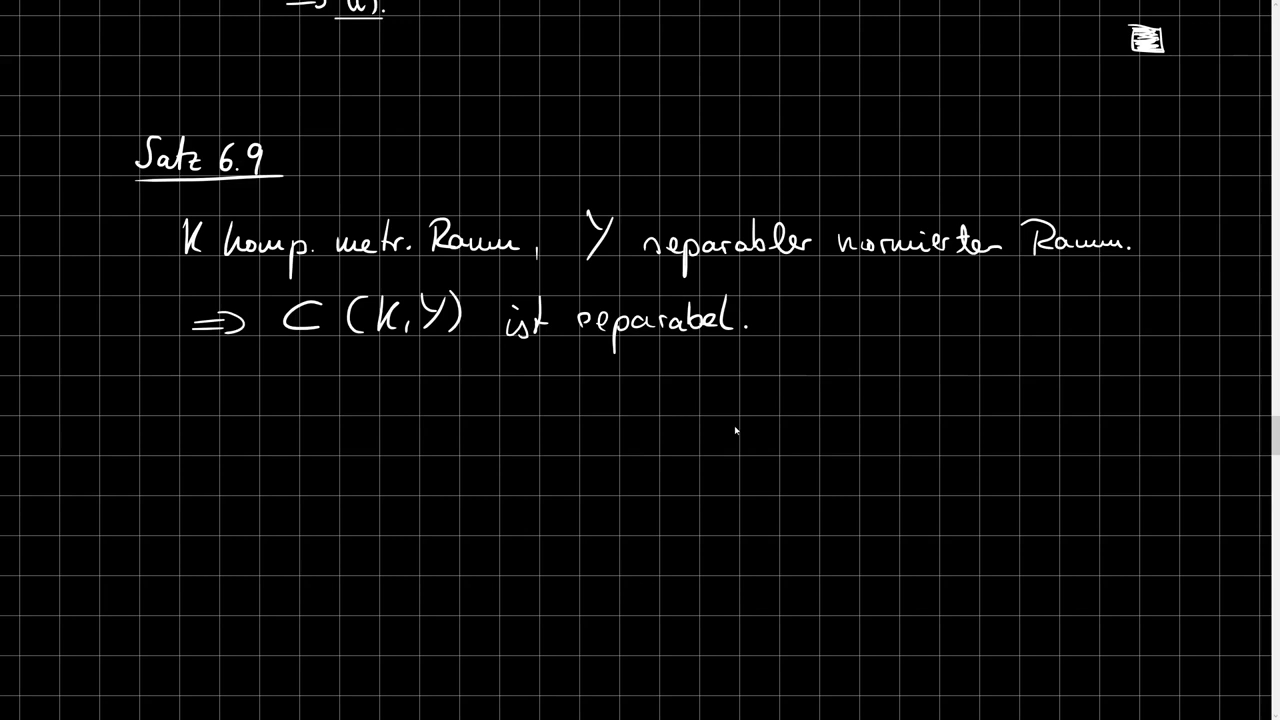 Satz 6.9
K komp. metr. Raum, Y separabler normierter Raum.
⇒ C (K, Y) ist separabel.